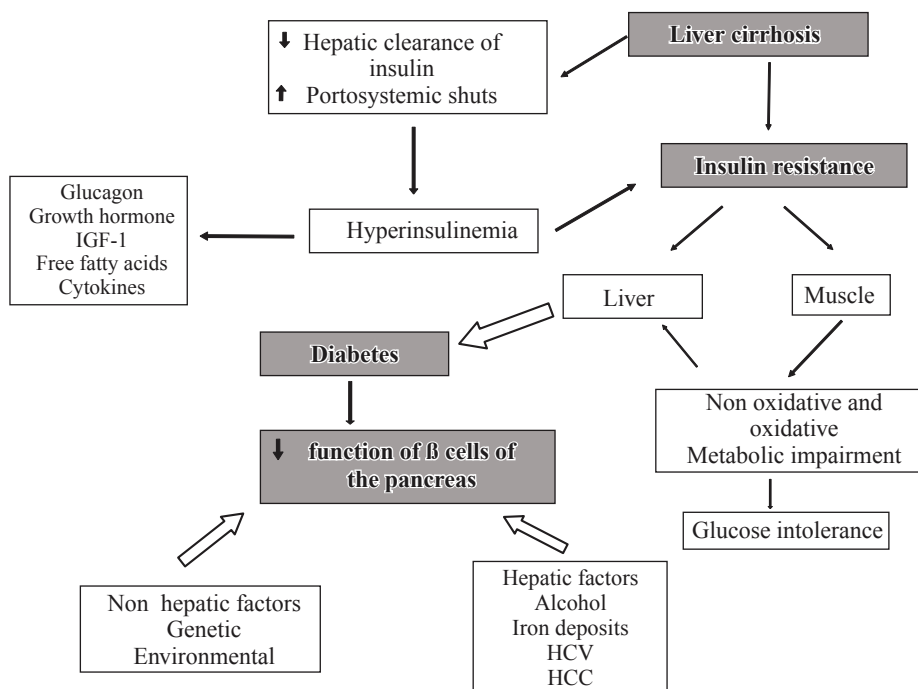 Liver cirrhosis
Hepatic clearance of
insulin
Portosystemic shuts
Insulin resistance
Glucagon
Growth hormone
IGF-1
Free fatty acids
Cytokines
Hyperinsulinemia
Liver
Muscle
Diabetes
Non oxidative and
oxidative
Metabolic impairment
function of ß cells of
the pancreas
Glucose intolerance
Non hepatic factors
Genetic
Environmental
Hepatic factors
Alcohol
Iron deposits
HCV
HCC